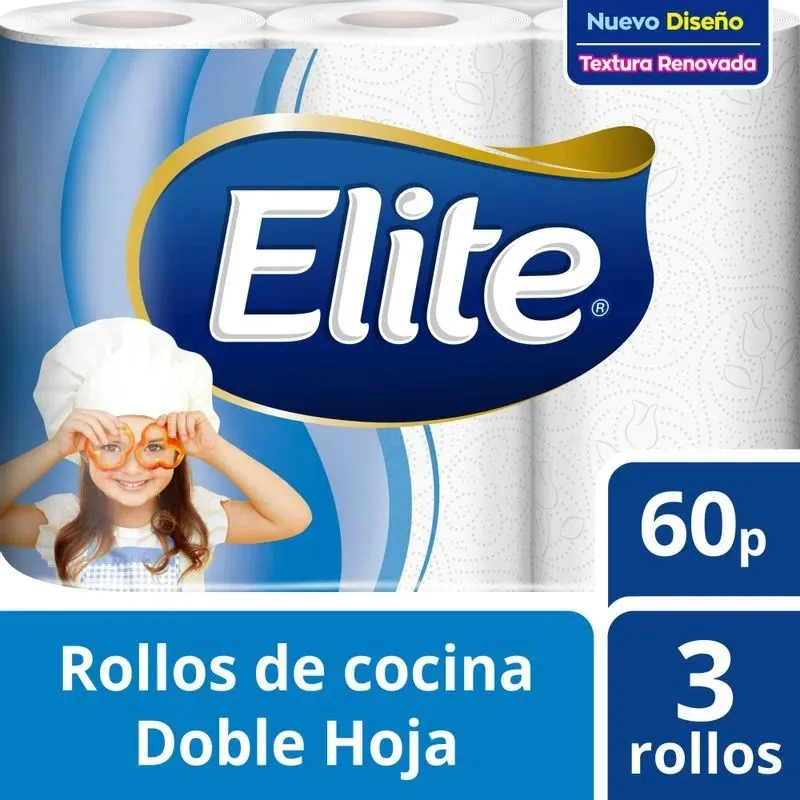 Nuevo Diseño
Textura Renovada
Elite®
60p
Rollos de cocina
Doble Hoja
3
rollos